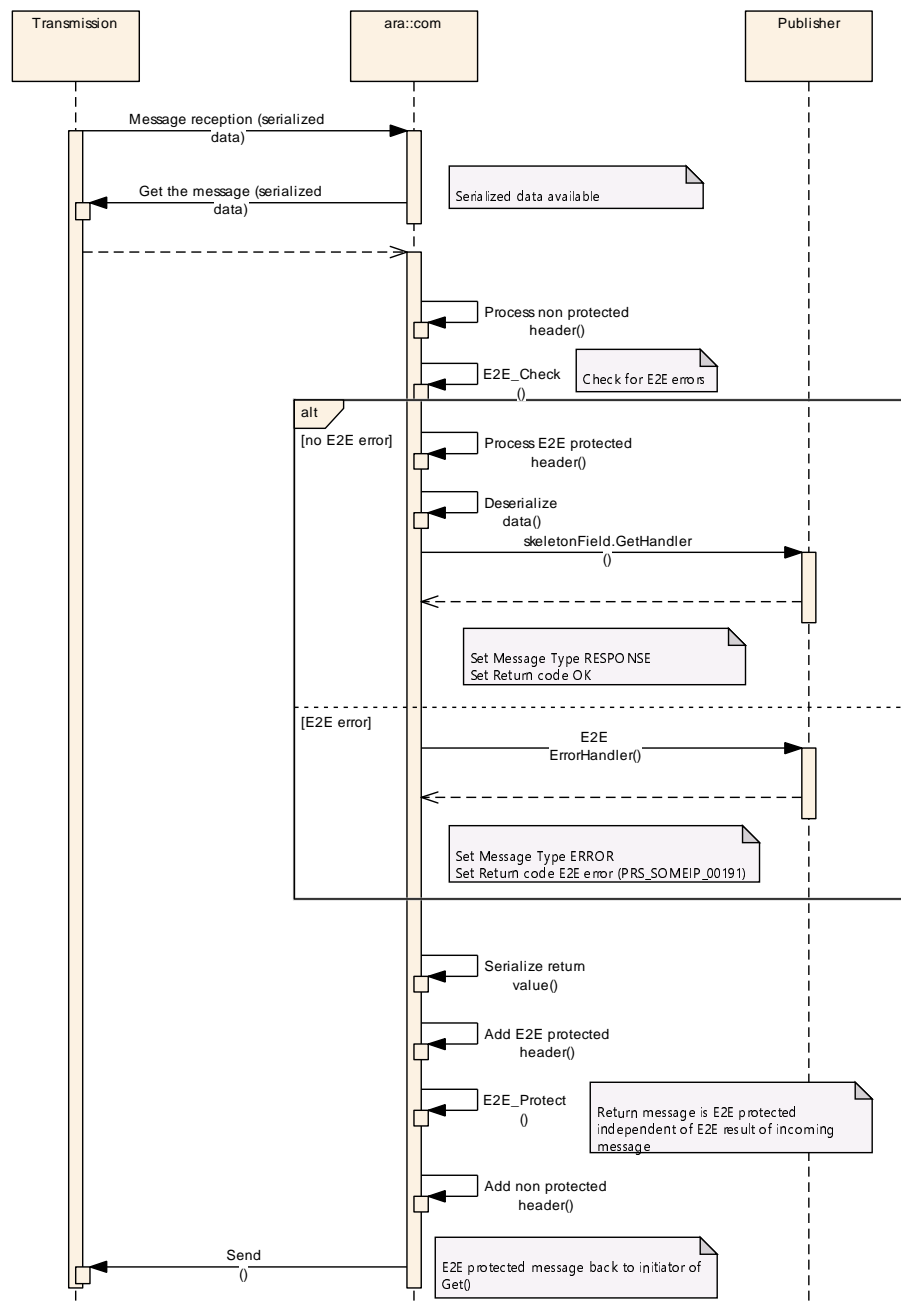 Transmission
ara::com
Publisher
Message reception (serialized
data)
Get the message (serialized
data)
Serialized data available
Process non protected
header()
E2E_Check
()
Check for E2E errors
alt
[no E2E error]
Process E2E protected
header()
Deserialize
data()
skeletonField.GetHandler
()
Set Message Type RESPONSE
Set Return code OK
[E2E error]
E2E
ErrorHandler()
Set Message Type ERROR
Set Return code E2E error (PRS_SOMEIP_00191)
Serialize return
value()
Add E2E protected
header()
E2E_Protect
()
Return message is E2E protected
independent of E2E result of incoming
message
Add non protected
header()
Send
()
E2E protected message back to initiator of
Get()